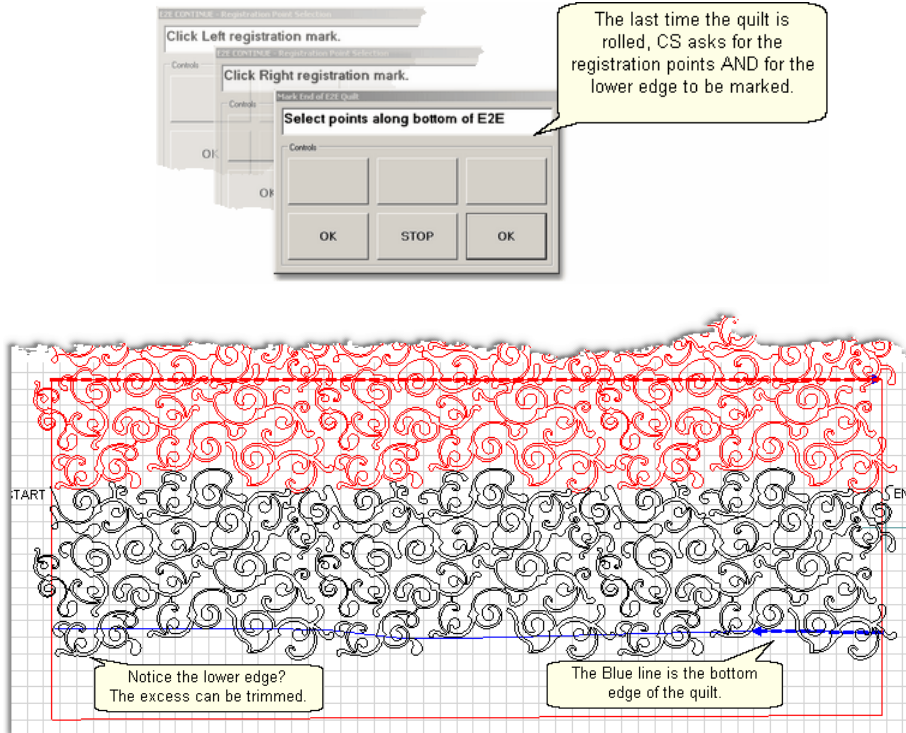 E2E CONTINUE - Registration Point Selection
Click Left registration mark.
Controls
OK
E2E CONTINUE - Registration Point Selection
Click Right registration mark.
Controls
OK
Mark End of E2E Quilt
Select points along bottom of E2E
Controls
OK STOP OK
The last time the quilt is
rolled, CS asks for the
registration points AND for the
lower edge to be marked.
START
EN
Notice the lower edge?
The excess can be trimmed.
The Blue line is the bottom
edge of the quilt.